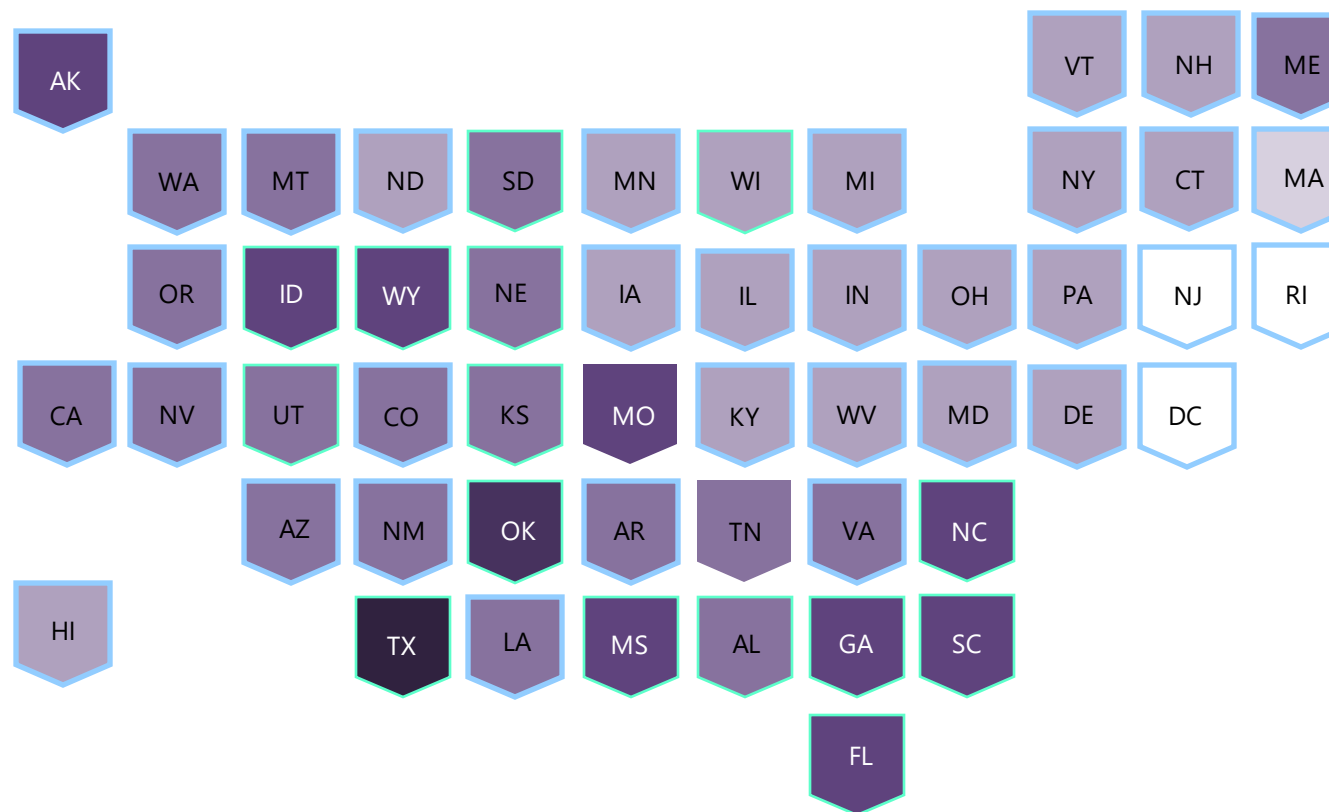 AK VT NH ME
WA MT ND SD MN WI MI NY CT MA
OR ID WY NE IA IL IN OH PA NJ RI
CA NV UT CO KS MO KY WV MD DE DC
AZ NM OK AR TN VA NC
HI TX LA MS AL GA SC
FL